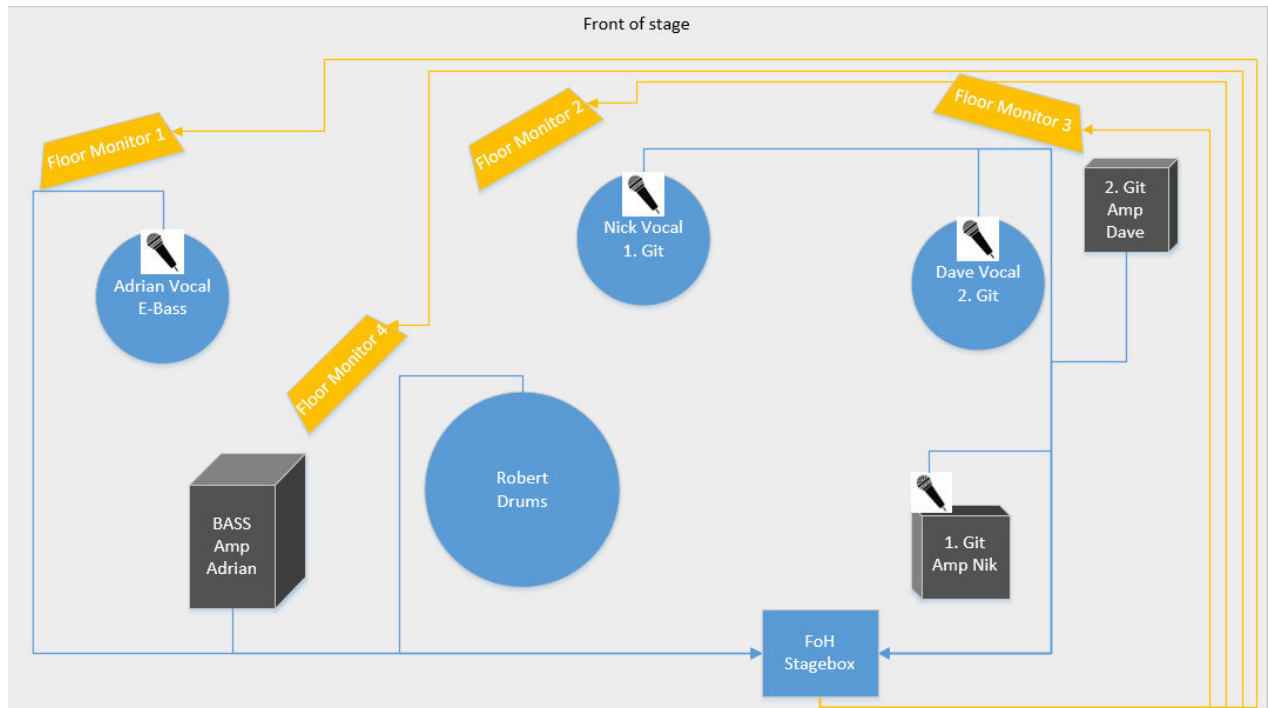 Front of stage
Floor Monitor 1
Floor Monitor 2
Floor Monitor 3
2. Git
Amp
Dave
Nick Vocal
1. Git
Adrian Vocal
E-Bass
Dave Vocal
2. Git
Floor Monitor 4
Robert
Drums
BASS
Amp
Adrian
1. Git
Amp Nik
FoH
Stagebox